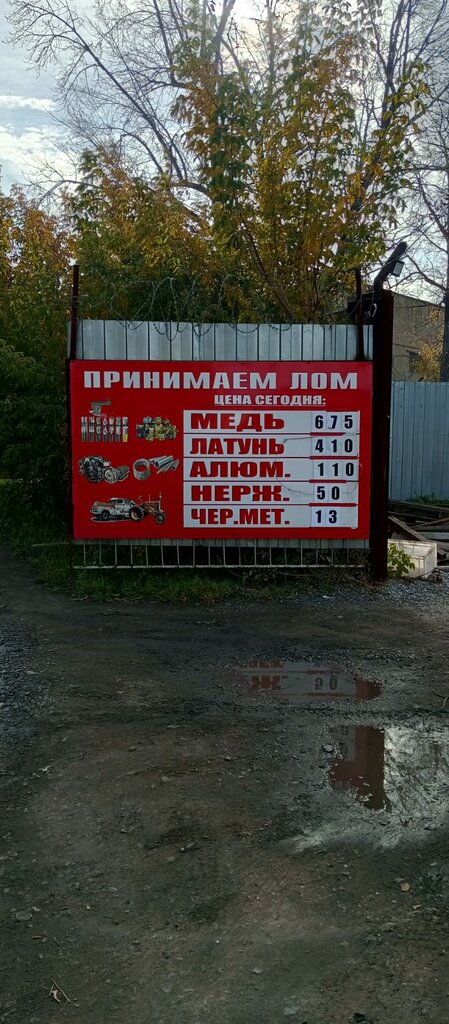 ПРИНИМАЕМ ЛОМ
ЦЕНА СЕГОДНЯ:
МЕДЬ 675
ЛАТУНЬ 410
АЛЮМ. 110
НЕРЖ. 50
ЧЕР.МЕТ. 13